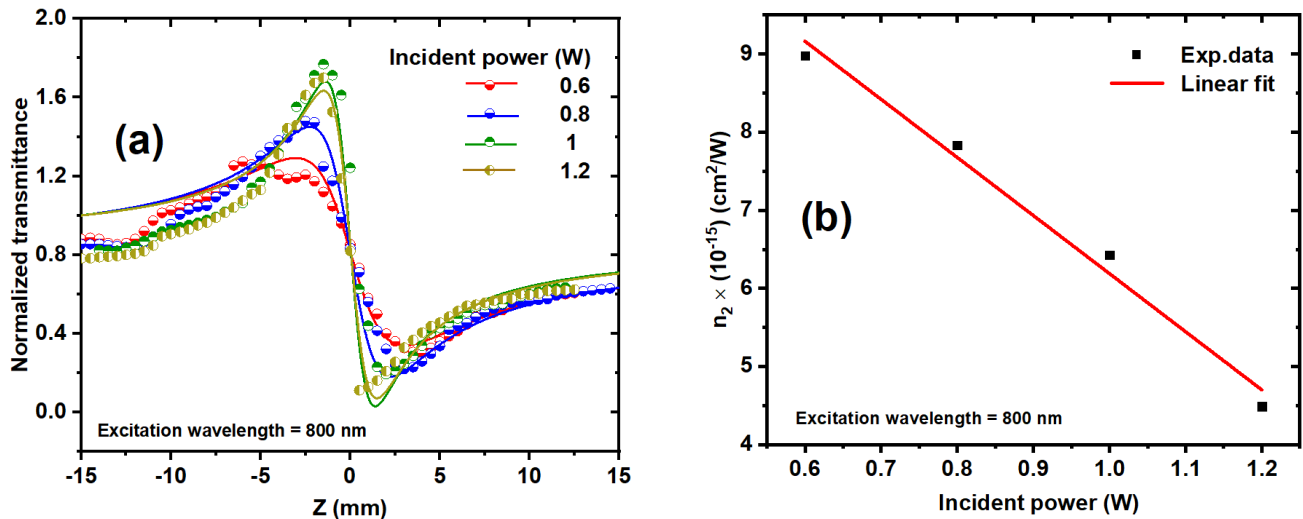 2.0
1.6
1.2
0.8
0.4
0.0
Normalized transmittance
(a)
Incident power (W)
0.6
0.8
1
1.2
Excitation wavelength = 800 nm
-15
-10
-5
0
5
10
15
Z (mm)
9
8
7
6
5
4
n₂ × (10⁻¹⁵) (cm²/W)
(b)
Exp.data
Linear fit
Excitation wavelength = 800 nm
0.6
0.7
0.8
0.9
1.0
1.1
1.2
Incident power (W)